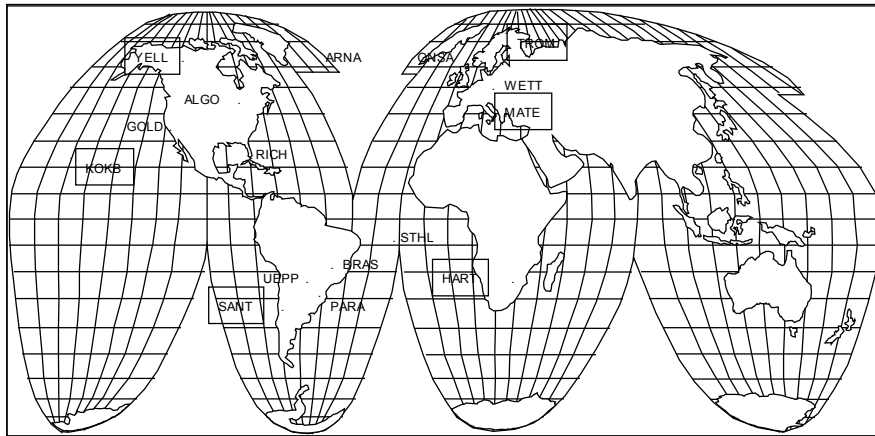 YELL
ARNA
ONSA
TROM
WETT
ALGO
MATE
GOLD
RICH
KOKB
STHL
BRAS
UEPP
HART
SANT
PARA